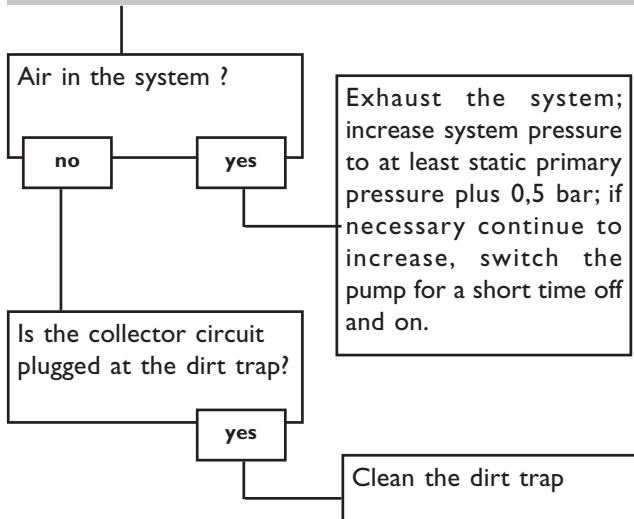 Air in the system ?
no
yes
Exhaust the system;
increase system pressure
to at least static primary
pressure plus 0,5 bar; if
necessary continue to
increase, switch the
pump for a short time off
and on.
Is the collector circuit
plugged at the dirt trap?
yes
Clean the dirt trap